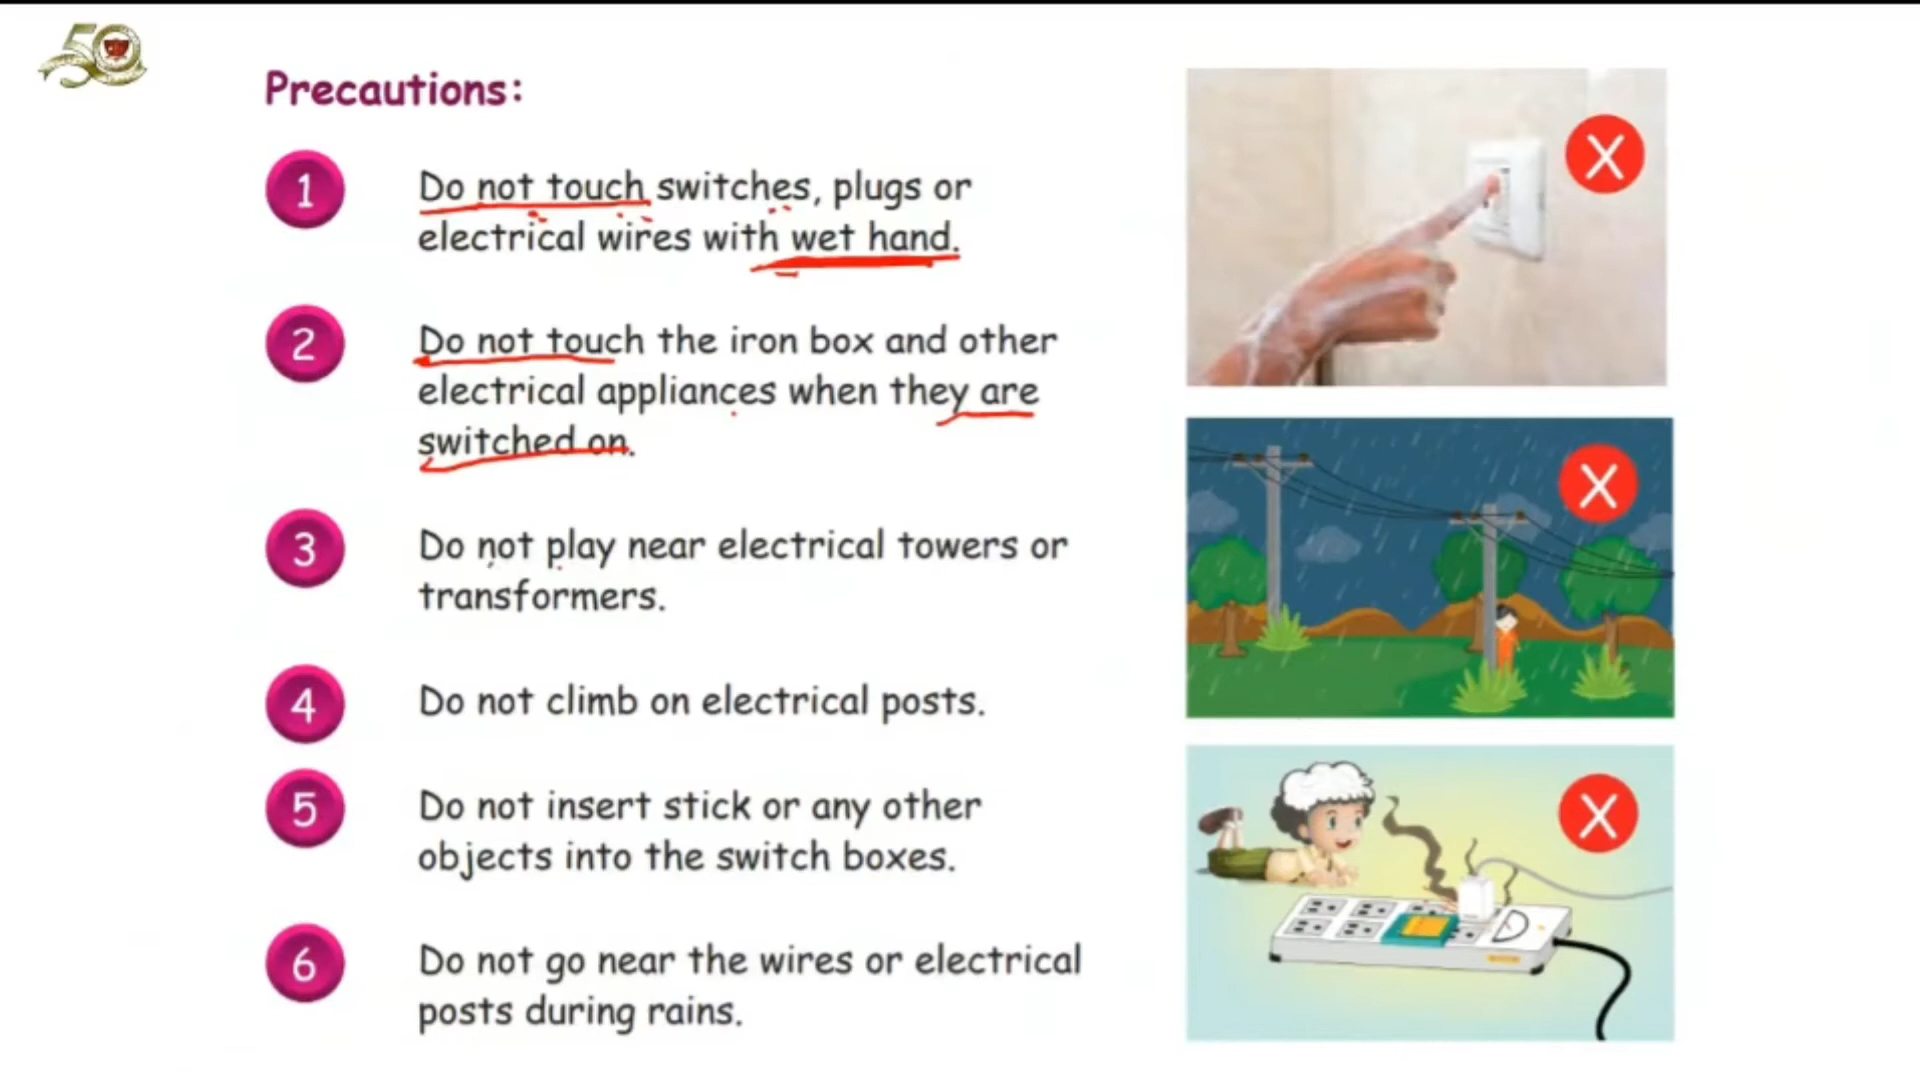 50
Precautions:
1
Do not touch switches, plugs or
electrical wires with wet hand.
2
Do not touch the iron box and other
electrical appliances when they are
switched on.
3
Do not play near electrical towers or
transformers.
4
Do not climb on electrical posts.
5
Do not insert stick or any other
objects into the switch boxes.
6
Do not go near the wires or electrical
posts during rains.
X
X
X